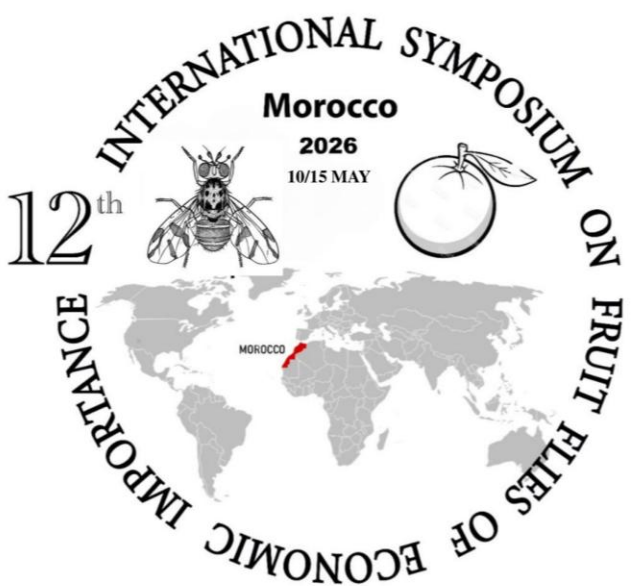 12th
INTERNATIONAL SYMPOSIUM ON FRUIT FLIES OF ECONOMIC IMPORTANCE
Morocco
2026
10/15 MAY
MOROCCO